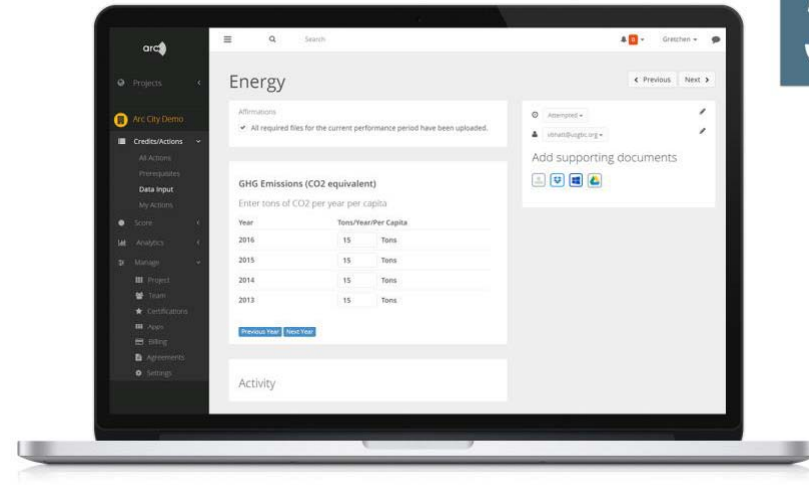 arc
Search
0
Gretchen
Projects
Energy
Previous
Next
Arc City Demo
Affirmations
All required files for the current performance period have been uploaded.
Attempted
Credits/Actions
All Actions
Prerequisites
Data Input
My Actions
Add supporting documents
GHG Emissions (CO2 equivalent)
Enter tons of CO2 per year per capita
Score
Year Tons/Year/Per Capita
Analytics
2016 15 Tons
Manage
2015 15 Tons
Project
2014 15 Tons
Team
2013 15 Tons
Certifications
Apps
Previous Year Next Year
Billing
Agreements
Settings
Activity